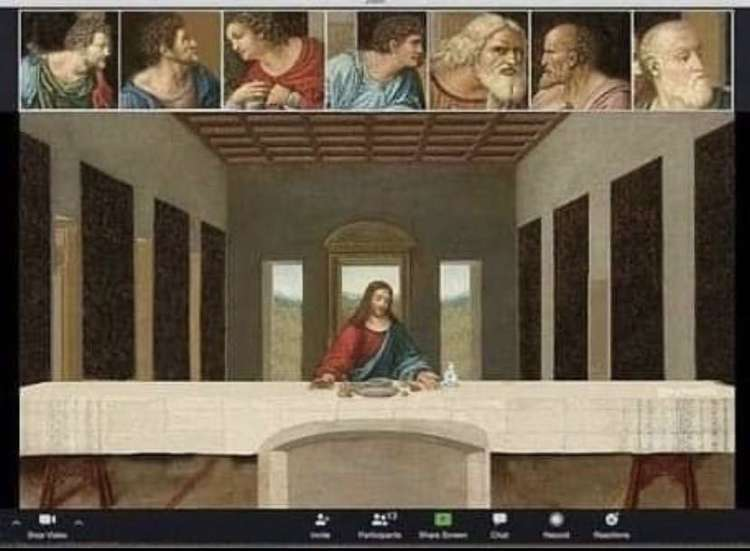 Stop Video
Invite
Participants
Share Screen
Chat
Record
Reactions